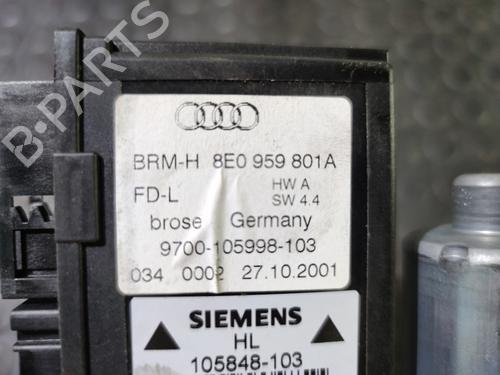 B-PARTS
BRM-H 8E0 959 801A
FD-L HW A
SW 4.4
brose Germany
9700-105998-103
034 0002 27.10.2001
SIEMENS
HL
105848-103